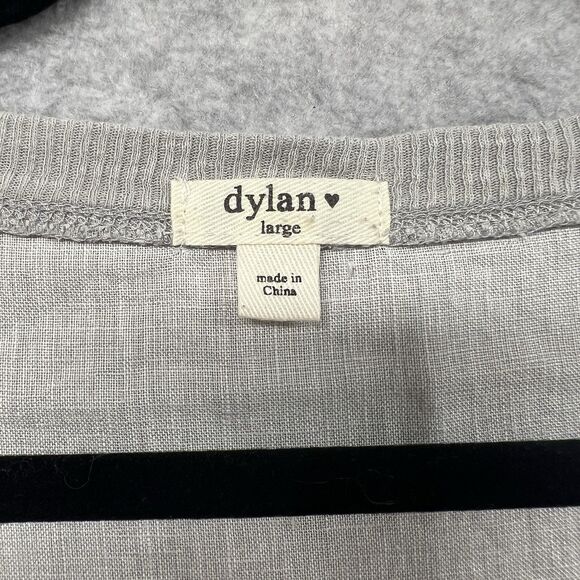 dylan ♥
large
made in
China